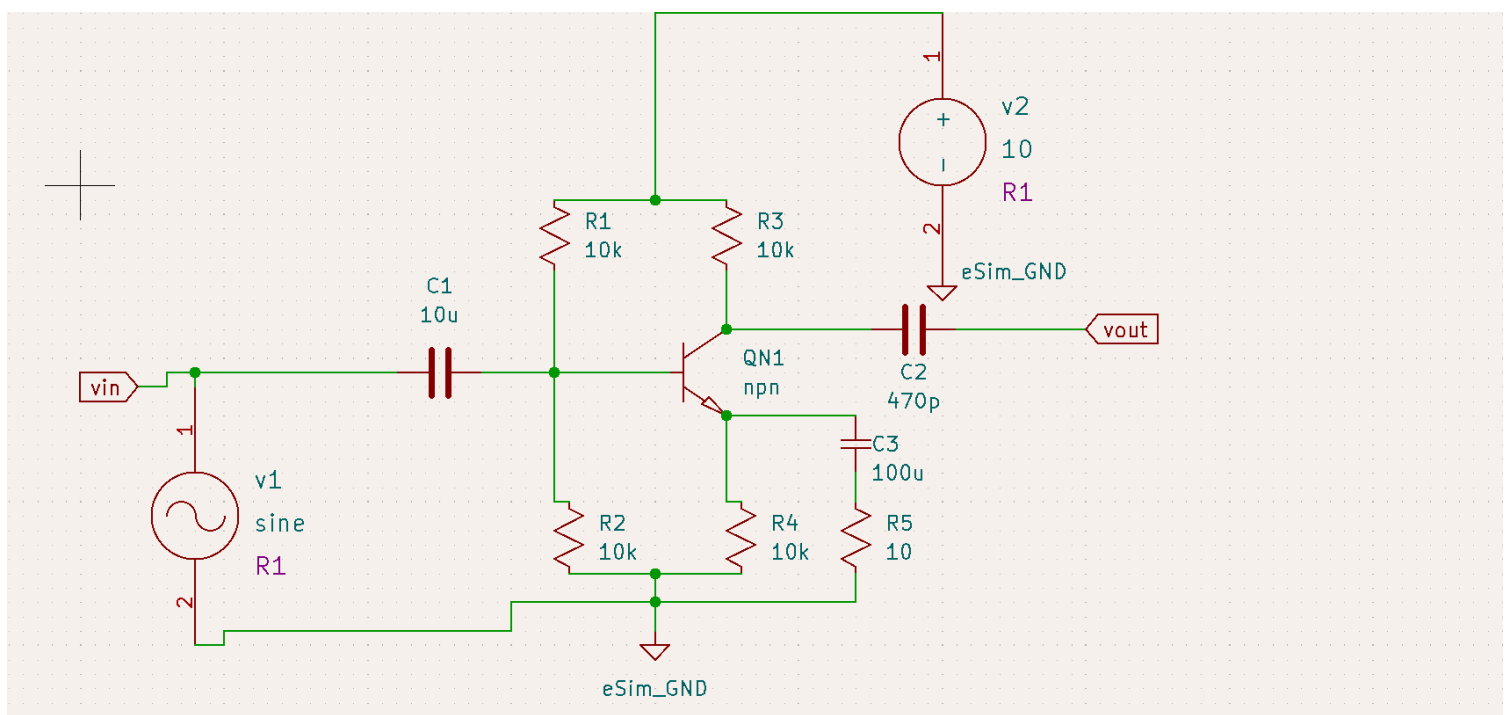 1
v2
10
R1
2
eSim_GND
R1
10k
R3
10k
C1
10u
vin
QN1
npn
C2
470p
vout
1
v1
sine
R1
2
C3
100u
R2
10k
R4
10k
R5
10
eSim_GND